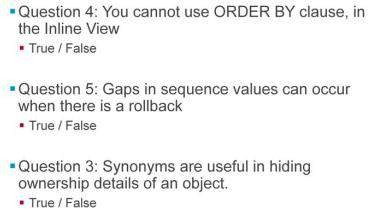 Question 4: You cannot use ORDER BY clause, in
the Inline View
True / False
Question 5: Gaps in sequence values can occur
when there is a rollback
True / False
Question 3: Synonyms are useful in hiding
ownership details of an object.
True / False